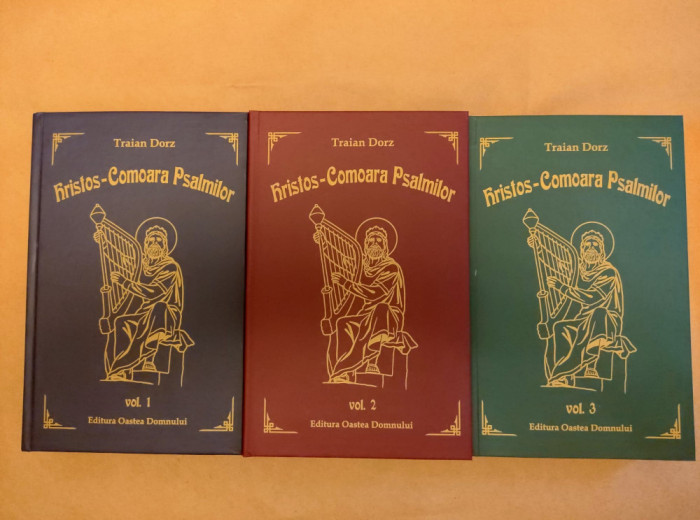 Traian Dorz
Hristos-Comoara Psalmilor
vol. 1
Editura Oastea Domnului
Traian Dorz
Hristos-Comoara Psalmilor
vol. 2
Editura Oastea Domnului
Traian Dorz
Hristos-Comoara Psalmilor
vol. 3
Editura Oastea Domnului